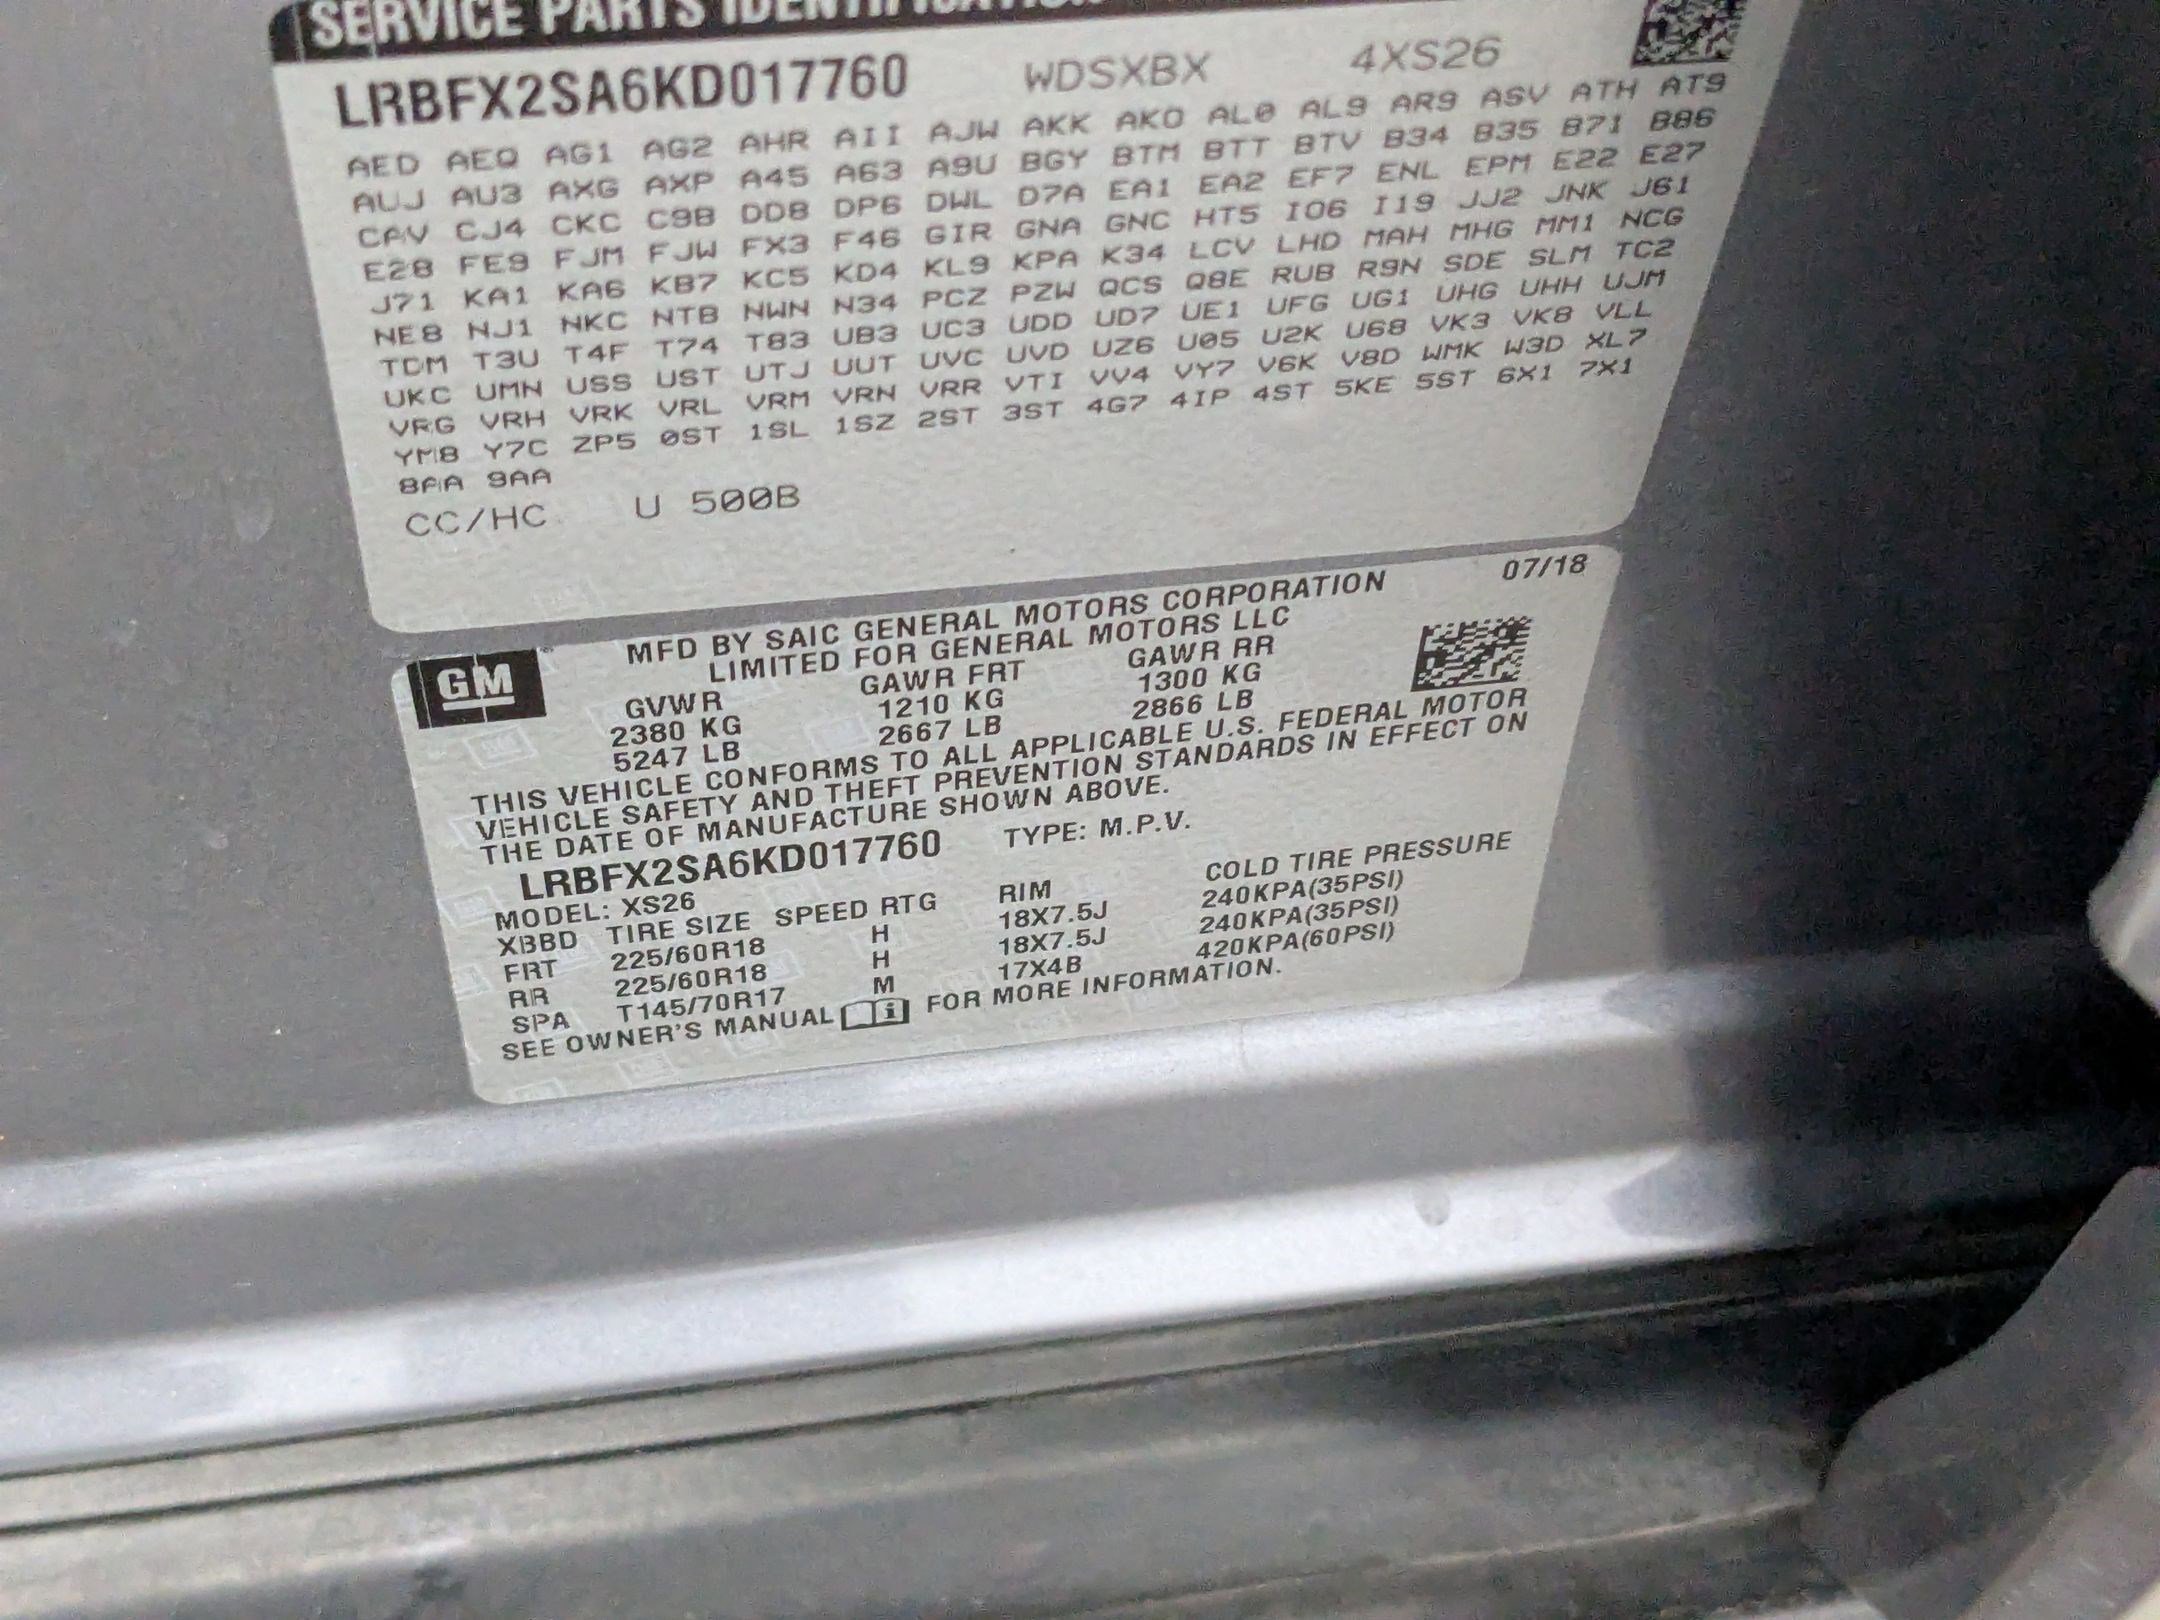 SERVICE PARTS IDENTIFICATION
LRBFX2SA6KD017760 WDSXBX 4XS26
AED AEQ AG1 AG2 AHR AII AJW AKK AKO AL0 AL9 AR9 ASV ATH AT9
AUJ AU3 AXG AXP A45 A63 A9U BGY BTM BTT BTV B34 B35 B71 B86
CAV CJ4 CKC C9B DD8 DP6 DWL D7A EA1 EA2 EF7 ENL EPM E22 E27
E28 FE9 FJM FJW FX3 F46 GIR GNA GNC HT5 IO6 I19 JJ2 JNK J61
J71 KA1 KA6 KB7 KC5 KD4 KL9 KPA K34 LCV LHD MAH MHG MM1 NCG
NE8 NJ1 NKC NTB NWN N34 PCZ PZW QCS Q8E RUB R9N SDE SLM TC2
TDM T3U T4F T74 T83 UB3 UC3 UDD UD7 UE1 UFG UG1 UHG UHH UJM
UKC UMN USS UST UTJ UUT UVC UVD UZ6 U05 U2K U68 VK3 VK8 VLL
VRG VRH VRK VRL VRM VRN VRR VTI VV4 VY7 V6K V8D WMK W3D XL7
YM8 Y7C ZP5 0ST 1SL 1SZ 2ST 3ST 4G7 4IP 4ST 5KE 5ST 6X1 7X1
8AA 9AA
CC/HC U 500B
07/18
GM
MFD BY SAIC GENERAL MOTORS CORPORATION
LIMITED FOR GENERAL MOTORS LLC
GVWR GAWR FRT GAWR RR
2380 KG 1210 KG 1300 KG
5247 LB 2667 LB 2866 LB
THIS VEHICLE CONFORMS TO ALL APPLICABLE U.S. FEDERAL MOTOR
VEHICLE SAFETY AND THEFT PREVENTION STANDARDS IN EFFECT ON
THE DATE OF MANUFACTURE SHOWN ABOVE.
LRBFX2SA6KD017760 TYPE: M.P.V.
MODEL: XS26
XBBD TIRE SIZE SPEED RTG RIM COLD TIRE PRESSURE
FRT 225/60R18 H 18X7.5J 240KPA(35PSI)
RR 225/60R18 H 18X7.5J 240KPA(35PSI)
SPA T145/70R17 M 17X4B 420KPA(60PSI)
SEE OWNER'S MANUAL FOR MORE INFORMATION.